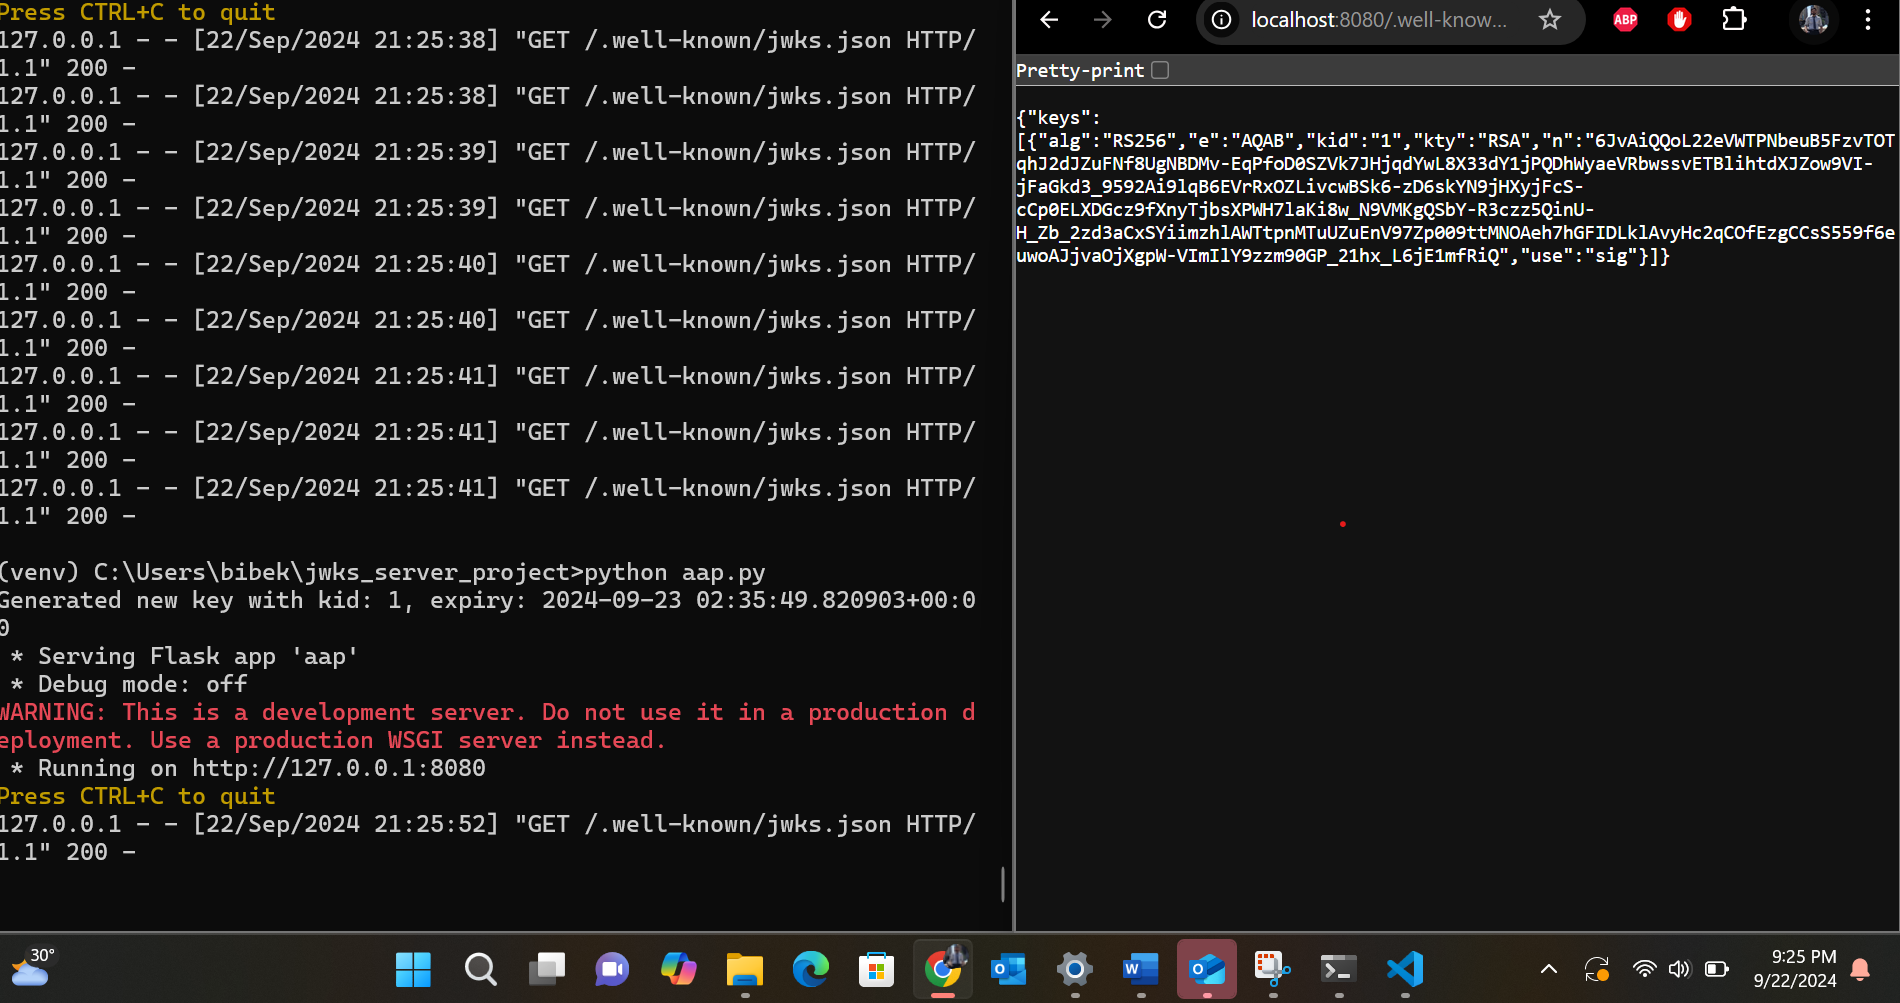 Press CTRL+C to quit
127.0.0.1 - - [22/Sep/2024 21:25:38] "GET /.well-known/jwks.json HTTP/
1.1" 200 -
127.0.0.1 - - [22/Sep/2024 21:25:38] "GET /.well-known/jwks.json HTTP/
1.1" 200 -
127.0.0.1 - - [22/Sep/2024 21:25:39] "GET /.well-known/jwks.json HTTP/
1.1" 200 -
127.0.0.1 - - [22/Sep/2024 21:25:39] "GET /.well-known/jwks.json HTTP/
1.1" 200 -
127.0.0.1 - - [22/Sep/2024 21:25:40] "GET /.well-known/jwks.json HTTP/
1.1" 200 -
127.0.0.1 - - [22/Sep/2024 21:25:40] "GET /.well-known/jwks.json HTTP/
1.1" 200 -
127.0.0.1 - - [22/Sep/2024 21:25:41] "GET /.well-known/jwks.json HTTP/
1.1" 200 -
127.0.0.1 - - [22/Sep/2024 21:25:41] "GET /.well-known/jwks.json HTTP/
1.1" 200 -
127.0.0.1 - - [22/Sep/2024 21:25:41] "GET /.well-known/jwks.json HTTP/
1.1" 200 -
(venv) C:\Users\bibek\jwks_server_project>python aap.py
Generated new key with kid: 1, expiry: 2024-09-23 02:35:49.820903+00:0
0
* Serving Flask app 'aap'
* Debug mode: off
WARNING: This is a development server. Do not use it in a production d
eployment. Use a production WSGI server instead.
* Running on http://127.0.0.1:8080
Press CTRL+C to quit
127.0.0.1 - - [22/Sep/2024 21:25:52] "GET /.well-known/jwks.json HTTP/
1.1" 200 -
localhost:8080/.well-know...
ABP
Pretty-print
{"keys":
[{"alg":"RS256","e":"AQAB","kid":"1","kty":"RSA","n":"6JvAiQQoL22eVWTPNbeuB5FzvTOT
qhJ2dJZuFNf8UgNBDMv-EqPfoD0SZVk7JHjqdYwL8X33dY1jPQDhWyaeVRbwssvETBlihtdXJZow9VI-
jFaGkd3_9592Ai9lqB6EVrRxOZLivcwBSk6-zD6skYN9jHXyjFcS-
cCp0ELXDGcz9fXnyTjbsXPWH7laKi8w_N9VMKgQSbY-R3czz5QinU-
H_Zb_2zd3aCxSYiimzhlAWTtpnMTuUZuEnV97Zp009ttMNOAeh7hGFIDLklAvyHc2qCOfEzgCCsS559f6e
uwoAJjvaOjXgpW-VImIlY9zzm90GP_21hx_L6jE1mfRiQ","use":"sig"}]}
30°
9:25 PM
9/22/2024